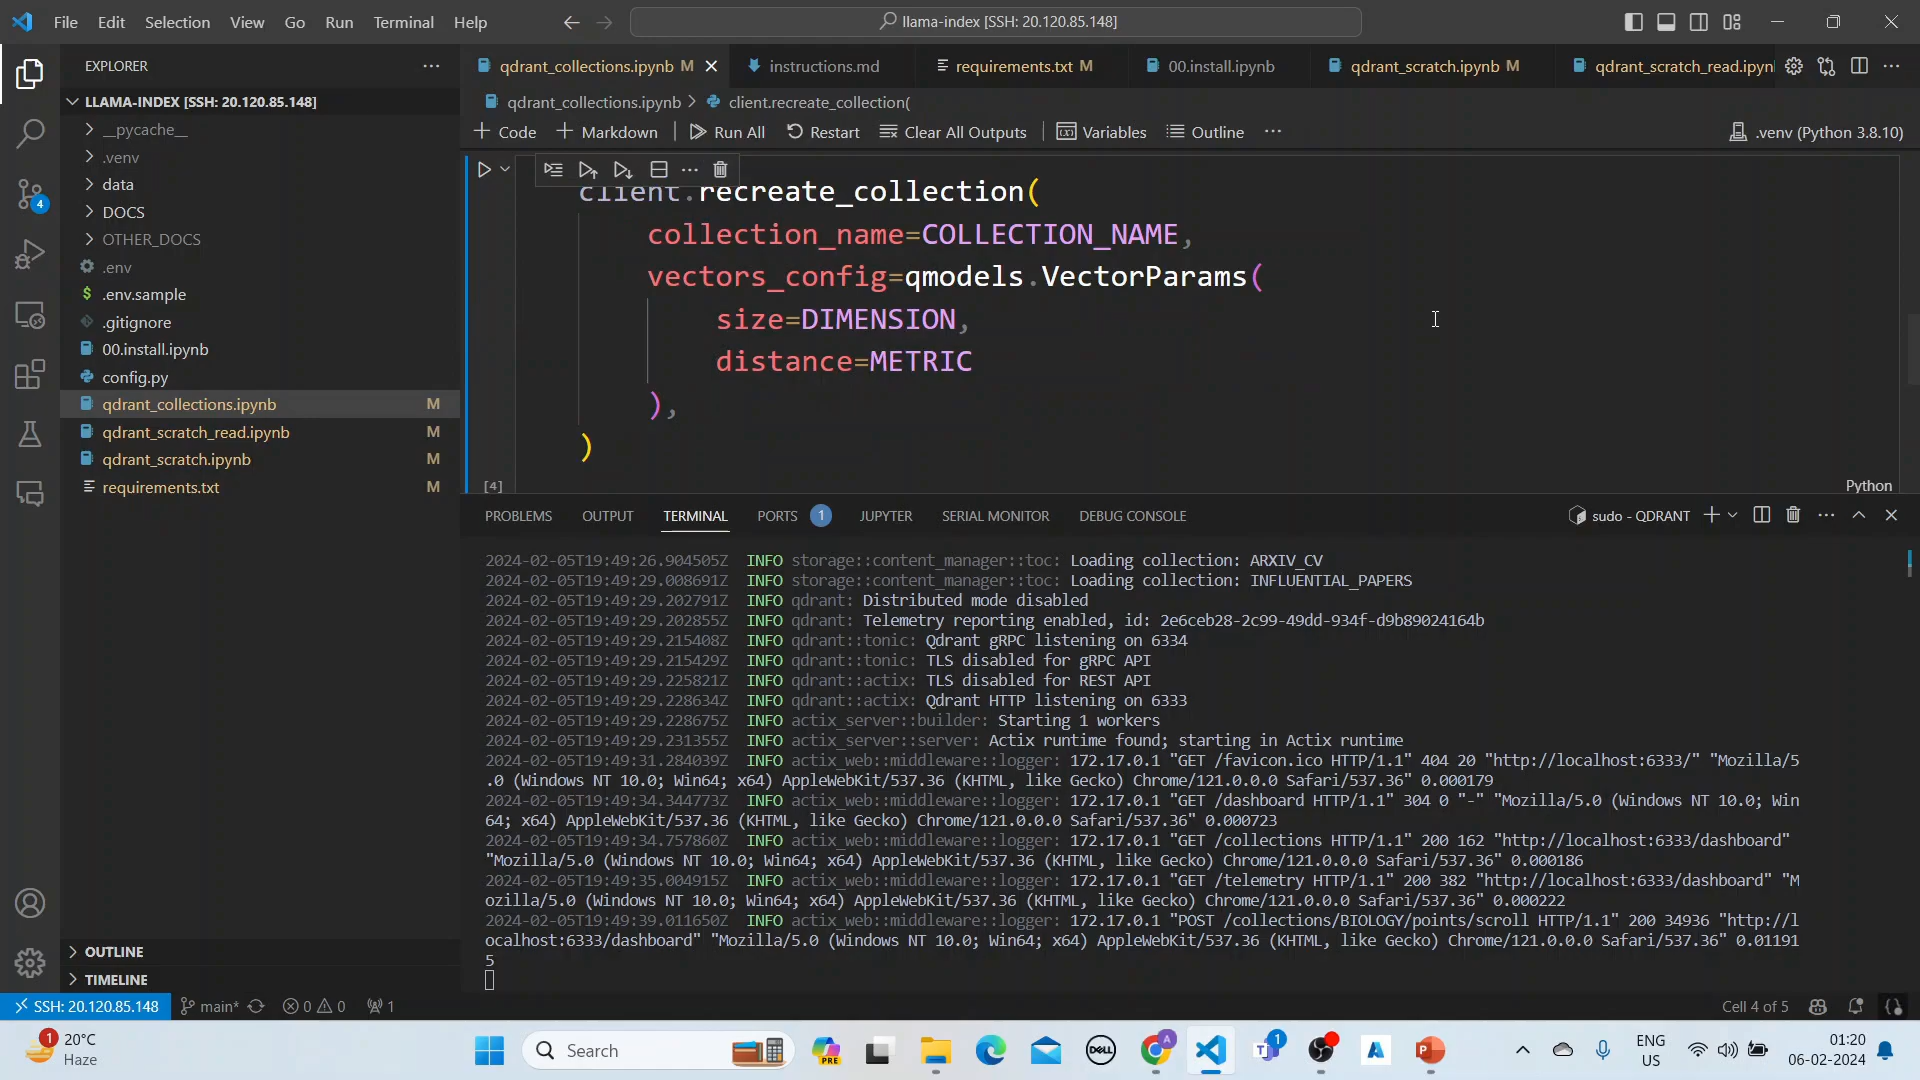 File Edit Selection View Go Run Terminal Help
llama-index [SSH: 20.120.85.148]
EXPLORER
qdrant_collections.ipynb M
instructions.md
requirements.txt M
00.install.ipynb
qdrant_scratch.ipynb M
qdrant_scratch_read.ipyn
LLAMA-INDEX [SSH: 20.120.85.148]
qdrant_collections.ipynb > client.recreate_collection(
Code Markdown Run All Restart Clear All Outputs Variables Outline
.venv (Python 3.8.10)
__pycache__
.venv
data
DOCS
OTHER_DOCS
.env
.env.sample
.gitignore
00.install.ipynb
config.py
qdrant_collections.ipynb M
qdrant_scratch_read.ipynb M
qdrant_scratch.ipynb M
requirements.txt M
4
client.recreate_collection(
collection_name=COLLECTION_NAME,
vectors_config=qmodels.VectorParams(
size=DIMENSION,
distance=METRIC
),
)
[4]
Python
PROBLEMS OUTPUT TERMINAL PORTS 1 JUPYTER SERIAL MONITOR DEBUG CONSOLE
sudo - QDRANT
2024-02-05T19:49:26.904505Z INFO storage::content_manager::toc: Loading collection: ARXIV_CV
2024-02-05T19:49:29.008691Z INFO storage::content_manager::toc: Loading collection: INFLUENTIAL_PAPERS
2024-02-05T19:49:29.202791Z INFO qdrant: Distributed mode disabled
2024-02-05T19:49:29.202855Z INFO qdrant: Telemetry reporting enabled, id: 2e6ceb28-2c99-49dd-934f-d9b89024164b
2024-02-05T19:49:29.215408Z INFO qdrant::tonic: Qdrant gRPC listening on 6334
2024-02-05T19:49:29.215429Z INFO qdrant::tonic: TLS disabled for gRPC API
2024-02-05T19:49:29.225821Z INFO qdrant::actix: TLS disabled for REST API
2024-02-05T19:49:29.228634Z INFO qdrant::actix: Qdrant HTTP listening on 6333
2024-02-05T19:49:29.228675Z INFO actix_server::builder: Starting 1 workers
2024-02-05T19:49:29.231355Z INFO actix_server::server: Actix runtime found; starting in Actix runtime
2024-02-05T19:49:31.284039Z INFO actix_web::middleware::logger: 172.17.0.1 "GET /favicon.ico HTTP/1.1" 404 20 "http://localhost:6333/" "Mozilla/5
.0 (Windows NT 10.0; Win64; x64) AppleWebKit/537.36 (KHTML, like Gecko) Chrome/121.0.0.0 Safari/537.36" 0.000179
2024-02-05T19:49:34.344773Z INFO actix_web::middleware::logger: 172.17.0.1 "GET /dashboard HTTP/1.1" 304 0 "-" "Mozilla/5.0 (Windows NT 10.0; Win
64; x64) AppleWebKit/537.36 (KHTML, like Gecko) Chrome/121.0.0.0 Safari/537.36" 0.000723
2024-02-05T19:49:34.757860Z INFO actix_web::middleware::logger: 172.17.0.1 "GET /collections HTTP/1.1" 200 162 "http://localhost:6333/dashboard"
"Mozilla/5.0 (Windows NT 10.0; Win64; x64) AppleWebKit/537.36 (KHTML, like Gecko) Chrome/121.0.0.0 Safari/537.36" 0.000186
2024-02-05T19:49:35.004915Z INFO actix_web::middleware::logger: 172.17.0.1 "GET /telemetry HTTP/1.1" 200 382 "http://localhost:6333/dashboard" "M
ozilla/5.0 (Windows NT 10.0; Win64; x64) AppleWebKit/537.36 (KHTML, like Gecko) Chrome/121.0.0.0 Safari/537.36" 0.000222
2024-02-05T19:49:39.011650Z INFO actix_web::middleware::logger: 172.17.0.1 "POST /collections/BIOLOGY/points/scroll HTTP/1.1" 200 34936 "http://l
ocalhost:6333/dashboard" "Mozilla/5.0 (Windows NT 10.0; Win64; x64) AppleWebKit/537.36 (KHTML, like Gecko) Chrome/121.0.0.0 Safari/537.36" 0.01191
5
OUTLINE
TIMELINE
SSH: 20.120.85.148 main* 0 0 1
Cell 4 of 5
1
20°C
Haze
Search
PRE
DELL
A
T
1
A
P
ENG
US
01:20
06-02-2024